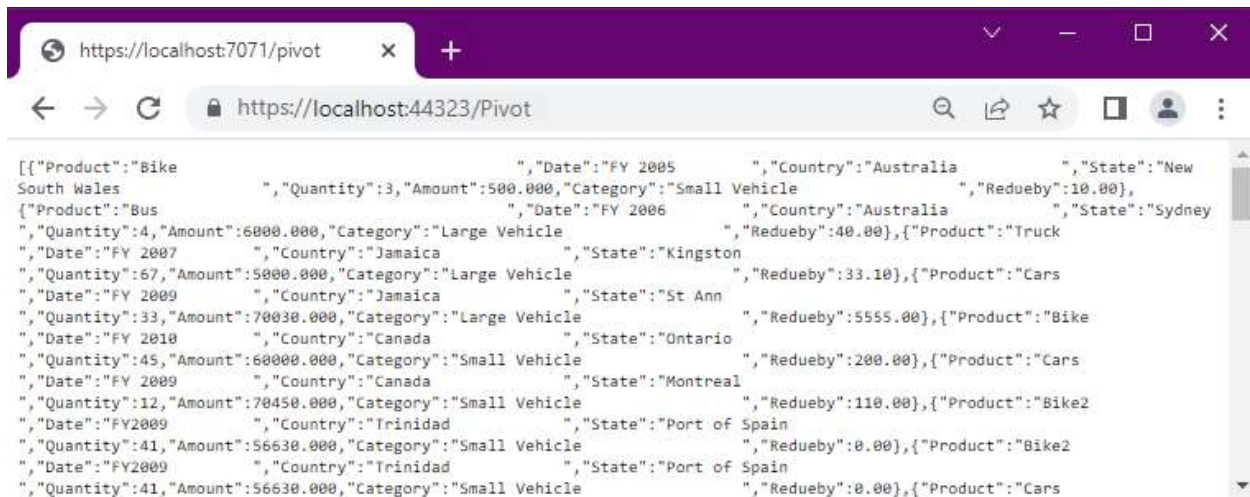 https://localhost:7071/pivot
https://localhost:44323/Pivot
[{"Product":"Bike ","Date":"FY 2005 ","Country":"Australia ","State":"New
South Wales ","Quantity":3,"Amount":500.000,"Category":"Small Vehicle ","Redueby":10.00},
{"Product":"Bus ","Date":"FY 2006 ","Country":"Australia ","State":"Sydney
","Quantity":4,"Amount":6000.000,"Category":"Large Vehicle ","Redueby":40.00},{"Product":"Truck
","Date":"FY 2007 ","Country":"Jamaica ","State":"Kingston
","Quantity":67,"Amount":5000.000,"Category":"Large Vehicle ","Redueby":33.10},{"Product":"Cars
","Date":"FY 2009 ","Country":"Jamaica ","State":"St Ann
","Quantity":33,"Amount":70030.000,"Category":"Large Vehicle ","Redueby":5555.00},{"Product":"Bike
","Date":"FY 2010 ","Country":"Canada ","State":"Ontario
","Quantity":45,"Amount":60000.000,"Category":"Small Vehicle ","Redueby":200.00},{"Product":"Cars
","Date":"FY 2009 ","Country":"Canada ","State":"Montreal
","Quantity":12,"Amount":70450.000,"Category":"Small Vehicle ","Redueby":110.00},{"Product":"Bike2
","Date":"FY2009 ","Country":"Trinidad ","State":"Port of Spain
","Quantity":41,"Amount":56630.000,"Category":"Small Vehicle ","Redueby":0.00},{"Product":"Bike2
","Date":"FY2009 ","Country":"Trinidad ","State":"Port of Spain
","Quantity":41,"Amount":56630.000,"Category":"Small Vehicle ","Redueby":0.00},{"Product":"Cars